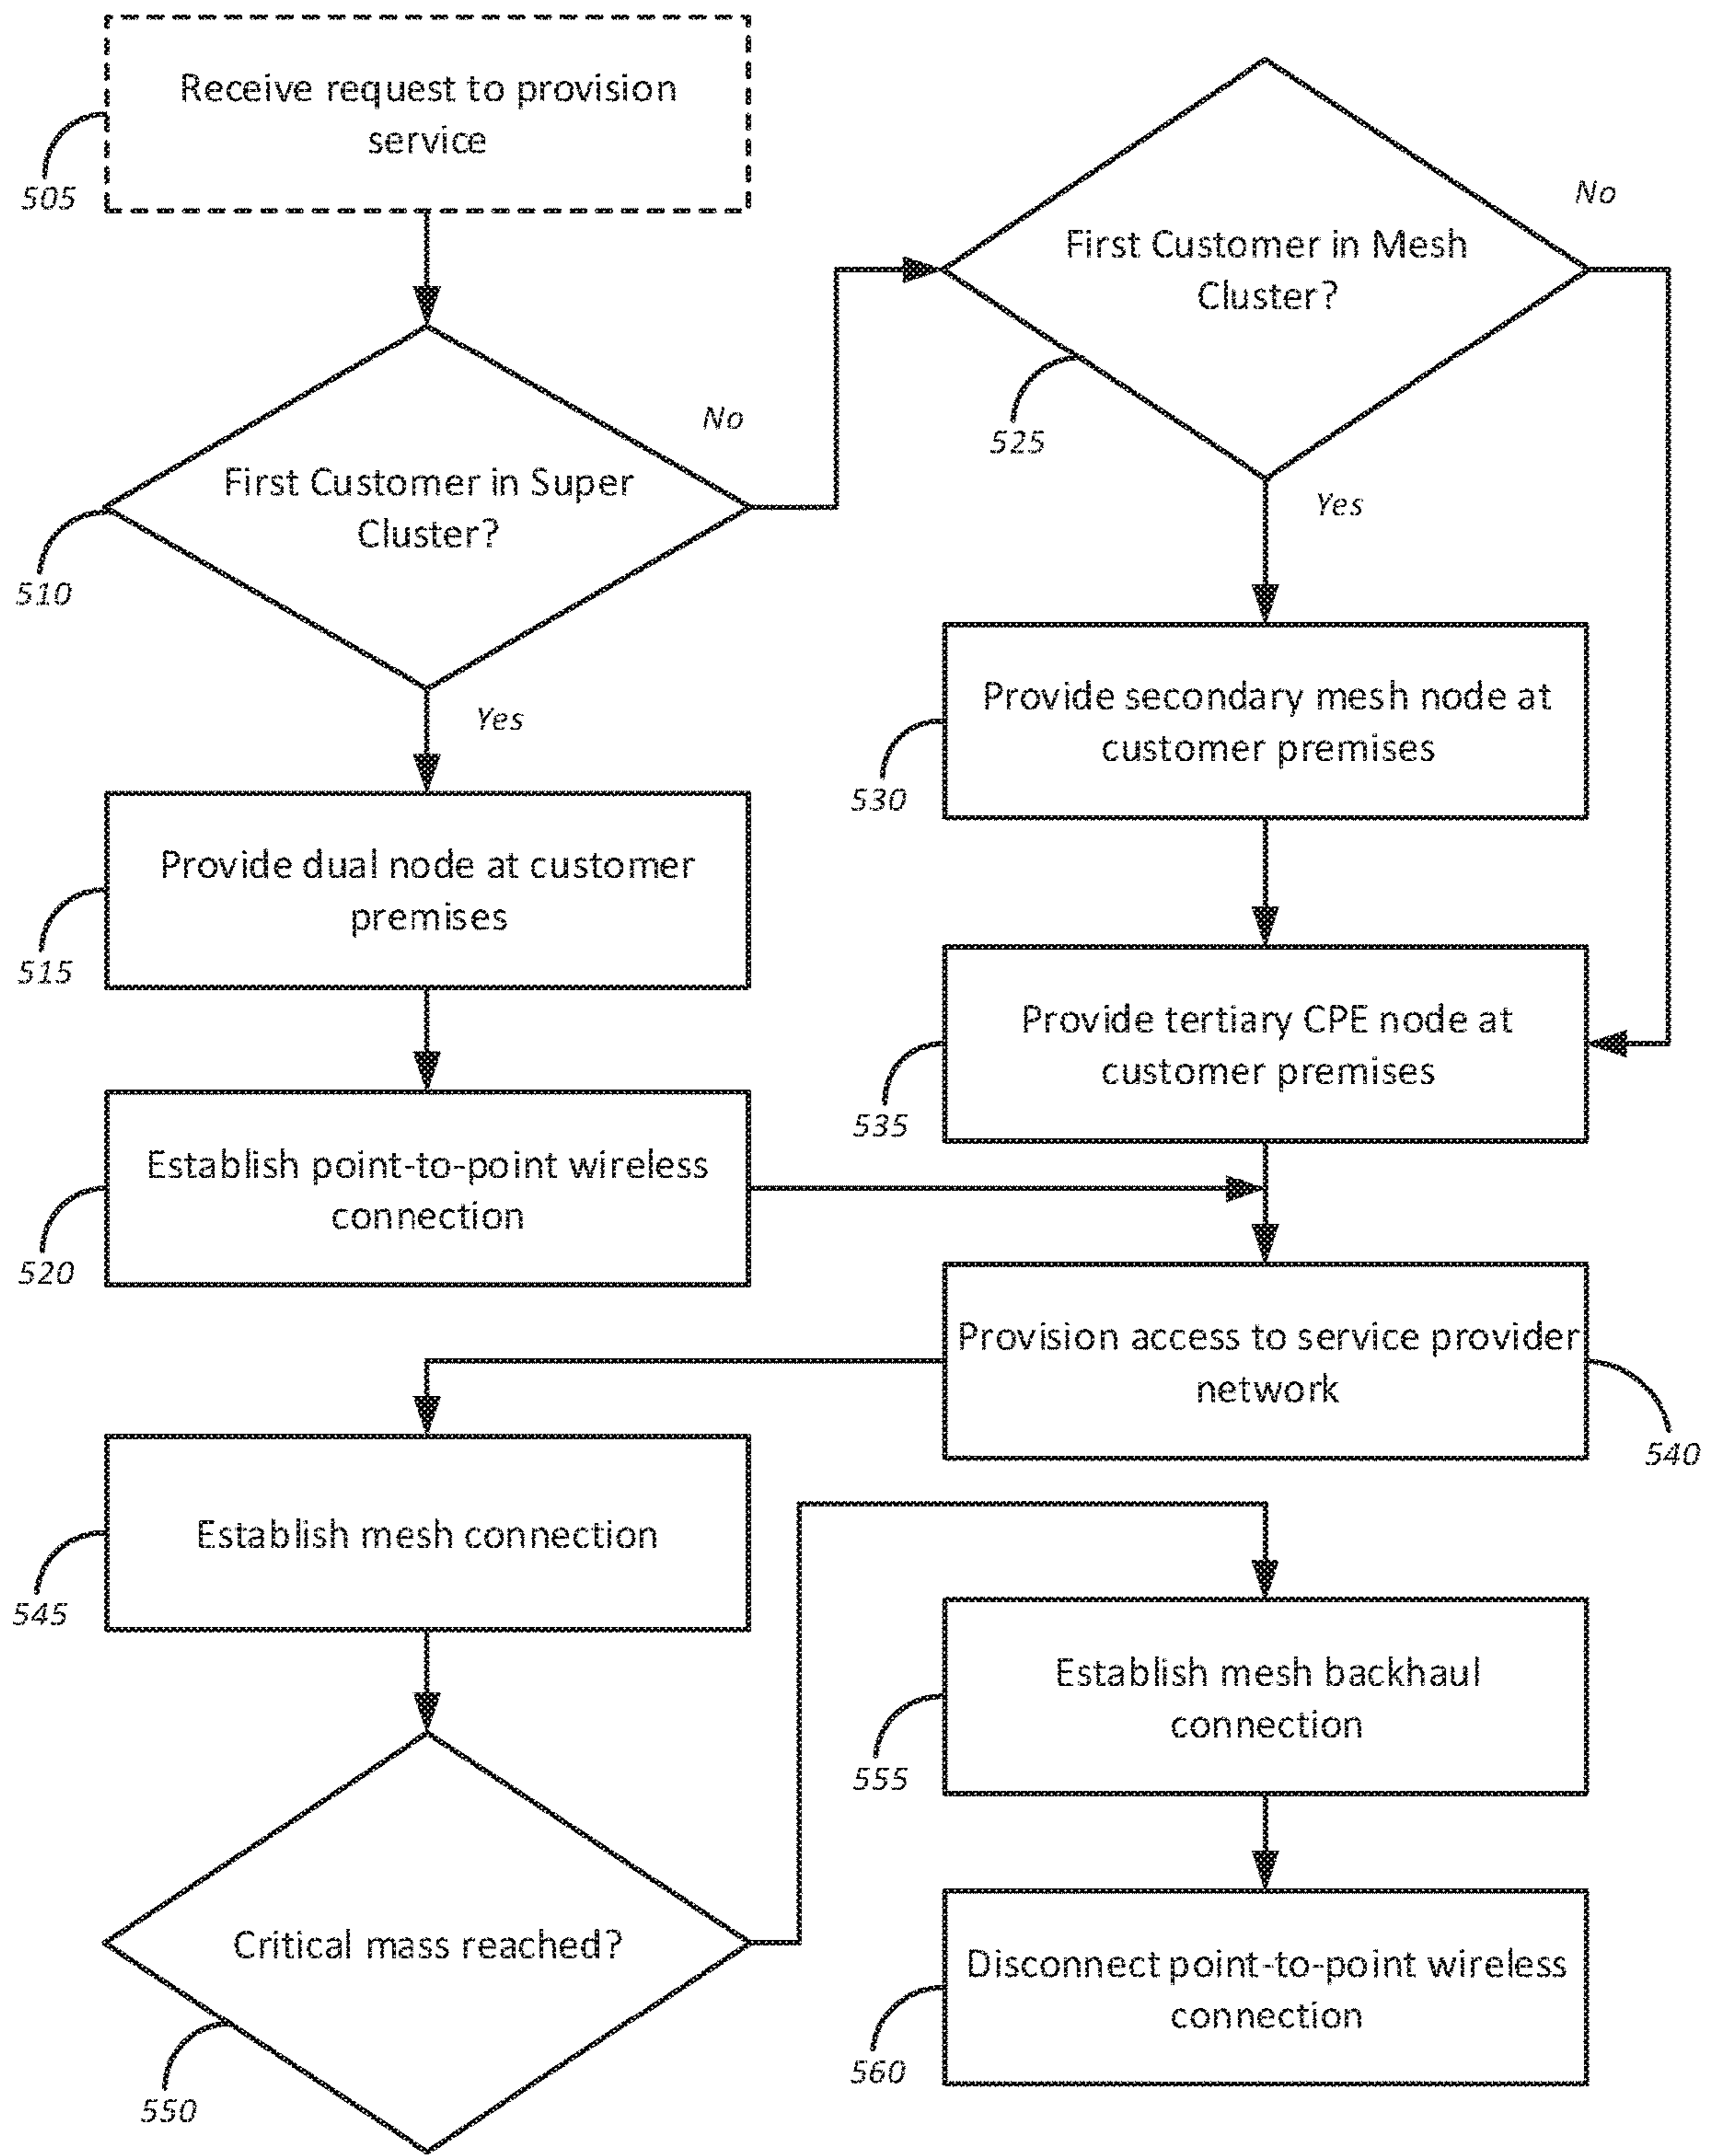 Receive request to provision
service
505
First Customer in Super
Cluster?
No
510
Yes
Provide dual node at customer
premises
515
Establish point-to-point wireless
connection
520
First Customer in Mesh
Cluster?
No
525
Yes
Provide secondary mesh node at
customer premises
530
Provide tertiary CPE node at
customer premises
535
Provision access to service provider
network
540
Establish mesh connection
545
Critical mass reached?
550
Establish mesh backhaul
connection
555
Disconnect point-to-point wireless
connection
560